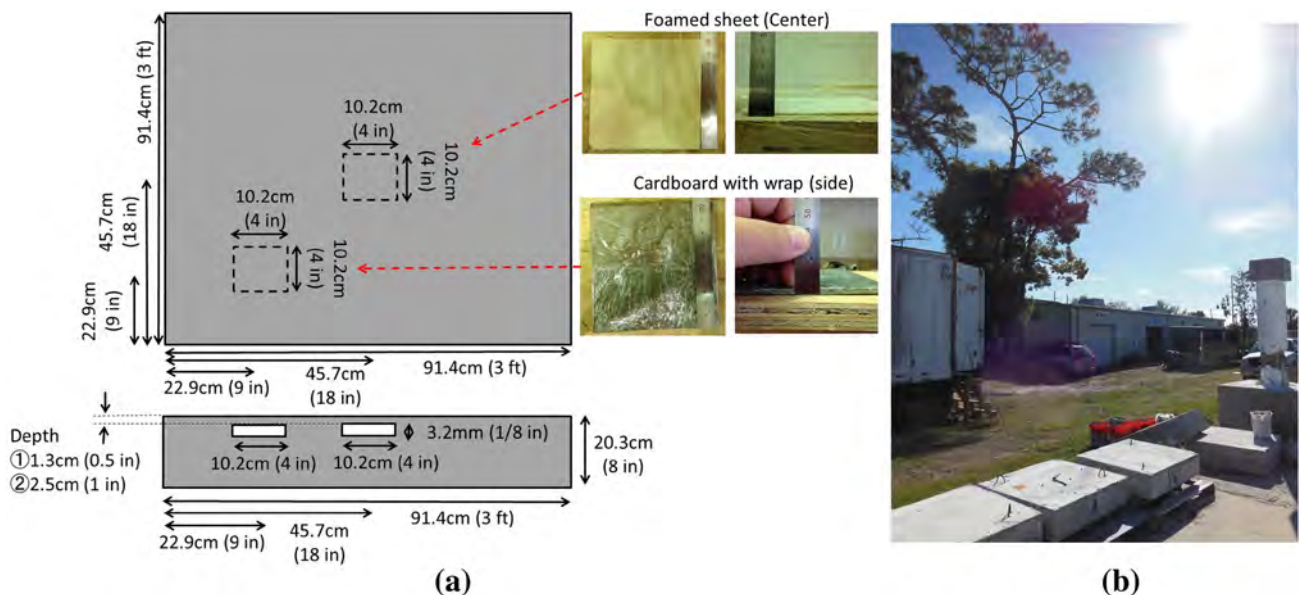 91.4cm (3 ft)
45.7cm
(18 in)
22.9cm
(9 in)
10.2cm
(4 in)
10.2cm
(4 in)
10.2cm
(4 in)
10.2cm
(4 in)
91.4cm (3 ft)
45.7cm
(18 in)
22.9cm (9 in)
Foamed sheet (Center)
Cardboard with wrap (side)
Depth
①1.3cm (0.5 in)
②2.5cm (1 in)
10.2cm (4 in)
10.2cm (4 in)
3.2mm (1/8 in)
20.3cm
(8 in)
91.4cm (3 ft)
45.7cm
(18 in)
22.9cm (9 in)
(a)
(b)